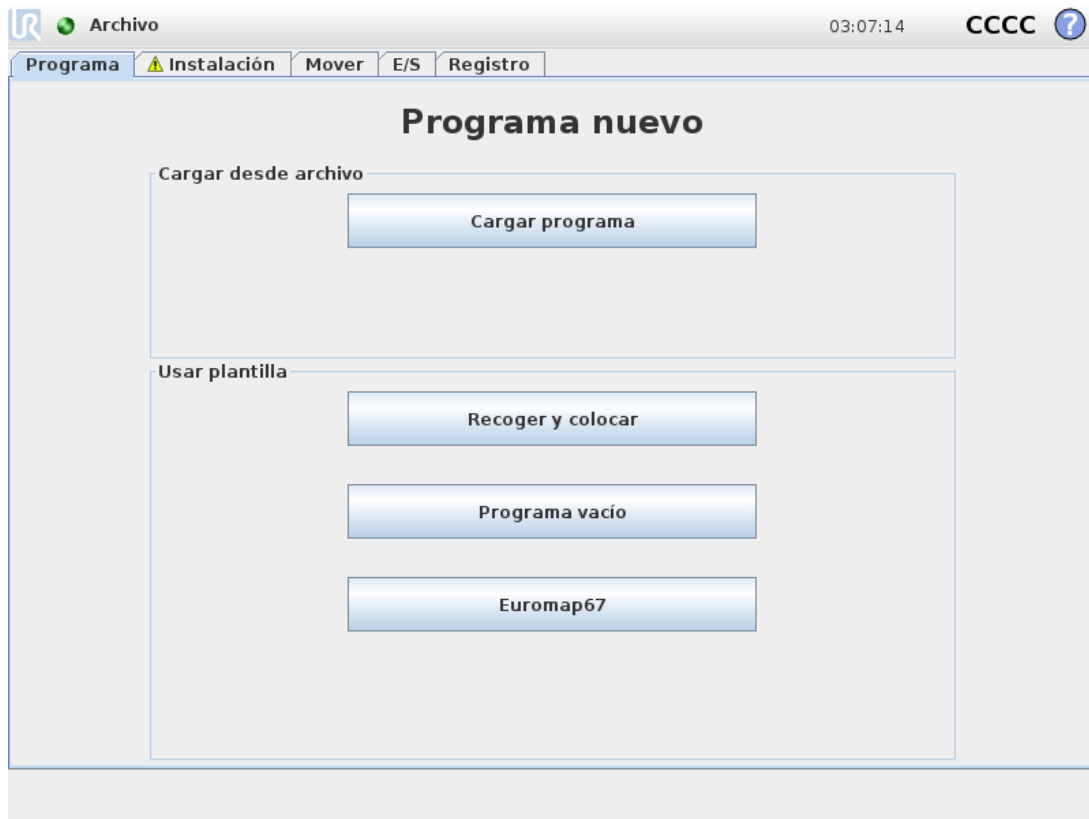 UR Archivo 03:07:14 CCCC ?
Programa Instalación Mover E/S Registro
Programa nuevo
Cargar desde archivo
Cargar programa
Usar plantilla
Recoger y colocar
Programa vacío
Euromap67